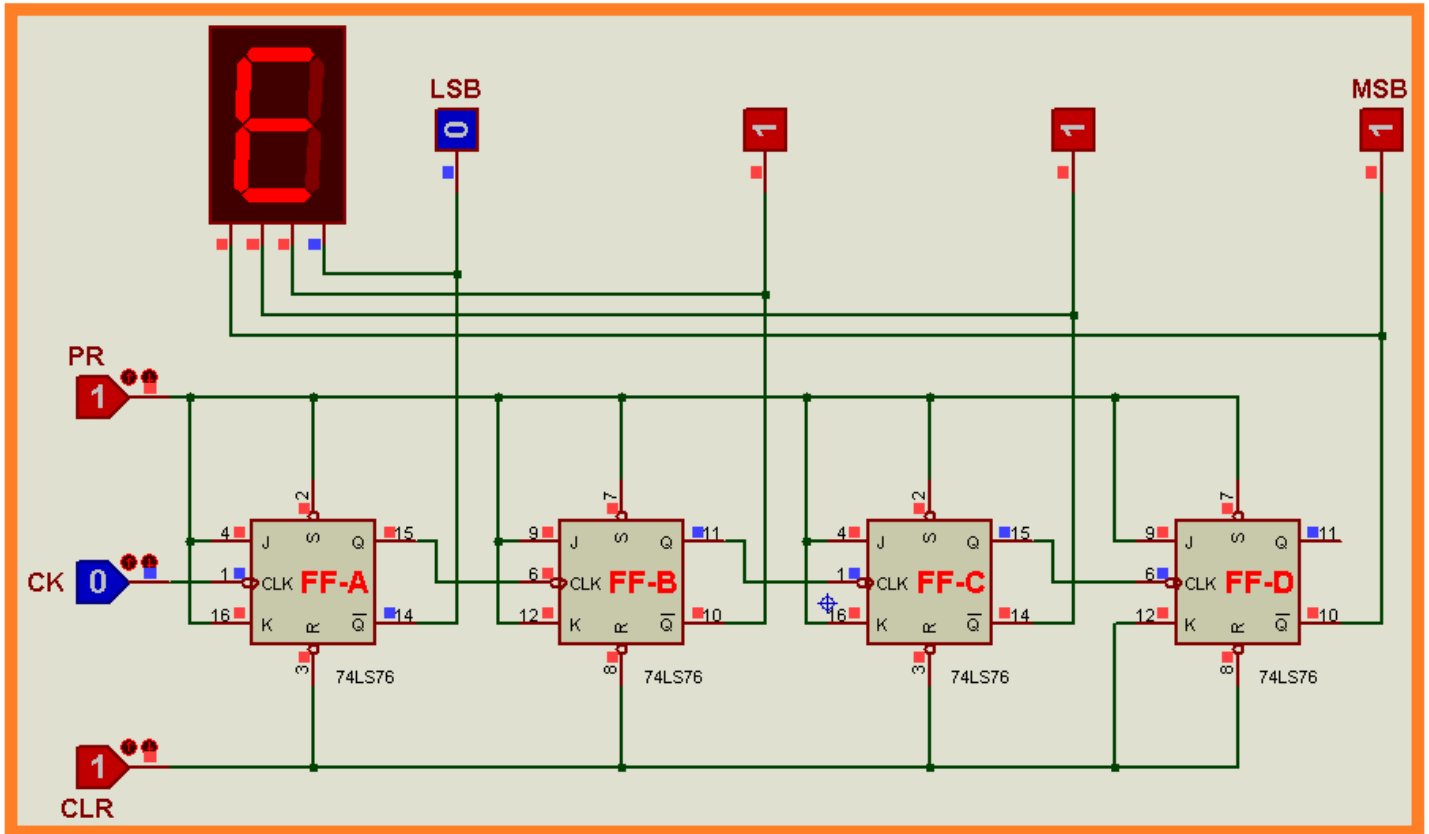 LSB
MSB
0
1
1
1
PR
1
2
7
2
7
4
J
S
Q
15
9
J
S
Q
11
4
J
S
Q
15
9
J
S
Q
11
CK
0
1
CLK
FF-A
6
CLK
FF-B
1
CLK
FF-C
6
CLK
FF-D
16
K
R
Q
14
12
K
R
Q
10
16
K
R
Q
14
12
K
R
Q
10
3
74LS76
8
74LS76
3
74LS76
8
74LS76
1
CLR